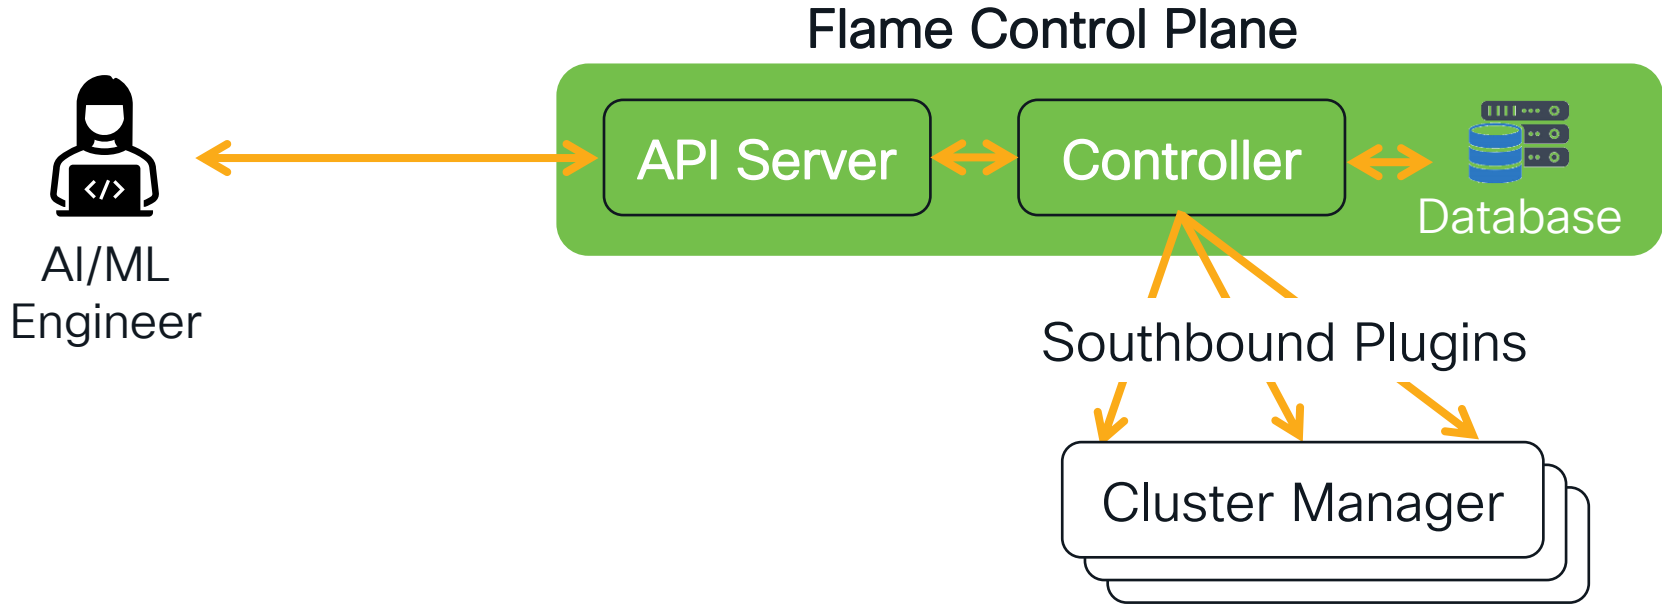 Flame Control Plane
API Server
Controller
Database
</>
AI/ML
Engineer
Southbound Plugins
Cluster Manager